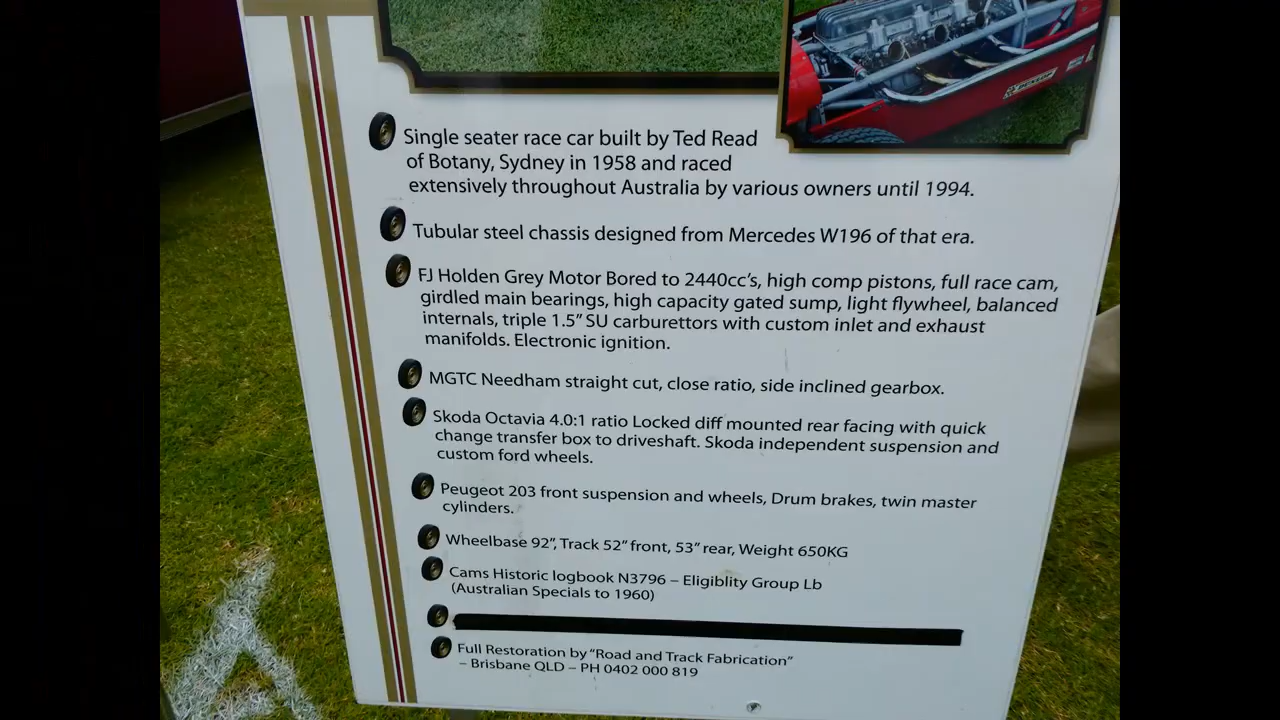 DUNLOP
Single seater race car built by Ted Read
of Botany, Sydney in 1958 and raced
extensively throughout Australia by various owners until 1994.
Tubular steel chassis designed from Mercedes W196 of that era.
FJ Holden Grey Motor Bored to 2440cc's, high comp pistons, full race cam,
girdled main bearings, high capacity gated sump, light flywheel, balanced
internals, triple 1.5" SU carburettors with custom inlet and exhaust
manifolds. Electronic ignition.
MGTC Needham straight cut, close ratio, side inclined gearbox.
Skoda Octavia 4.0:1 ratio Locked diff mounted rear facing with quick
change transfer box to driveshaft. Skoda independent suspension and
custom ford wheels.
Peugeot 203 front suspension and wheels, Drum brakes, twin master
cylinders.
Wheelbase 92", Track 52" front, 53" rear, Weight 650KG
Cams Historic logbook N3796 – Eligiblity Group Lb
(Australian Specials to 1960)
Full Restoration by "Road and Track Fabrication"
– Brisbane QLD – PH 0402 000 819